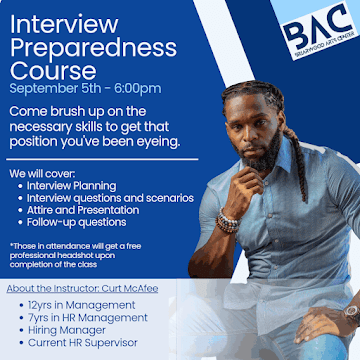 Interview
Preparedness
Course
September 5th - 6:00pm
BAC
BRIARWOOD ARTS CENTER
Come brush up on the
necessary skills to get that
position you've been eyeing.
We will cover:
• Interview Planning
• Interview questions and scenarios
• Attire and Presentation
• Follow-up questions
*Those in attendance will get a free
professional headshot upon
completion of the class
About the Instructor: Curt McAfee
• 12yrs in Management
• 7yrs in HR Management
• Hiring Manager
• Current HR Supervisor